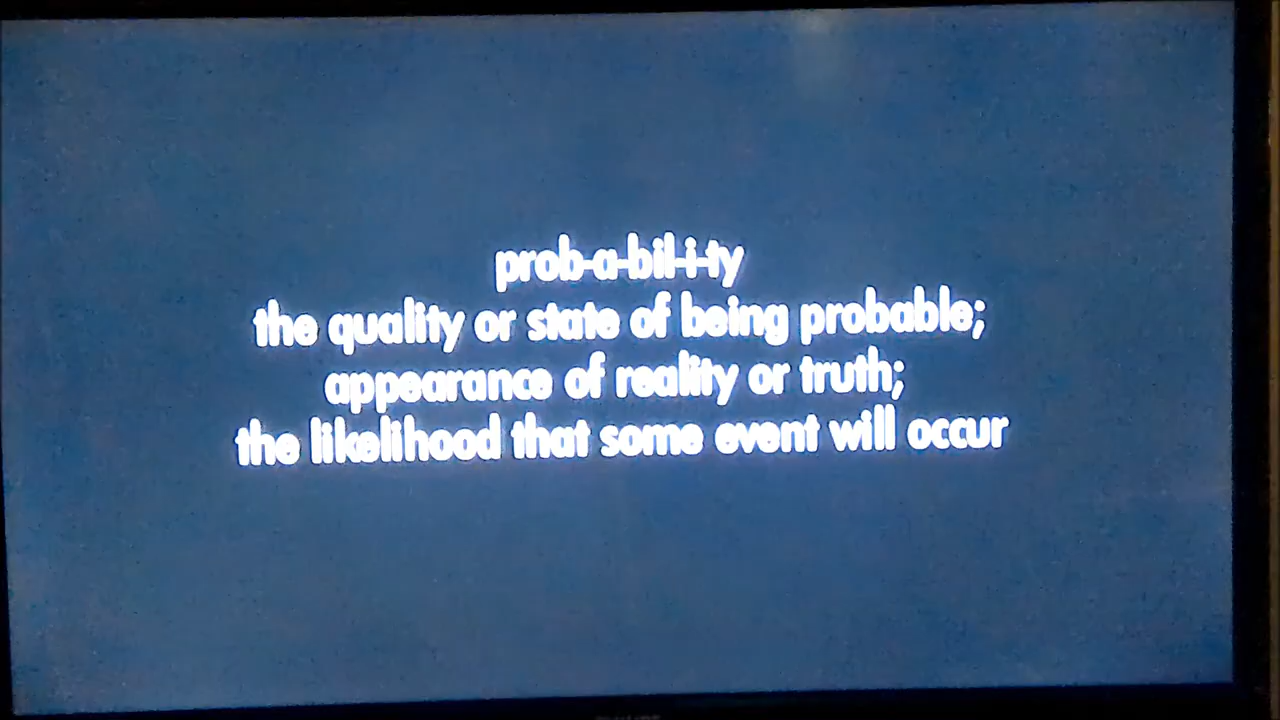 prob-a-bil-i-ty
the quality or state of being probable;
appearance of reality or truth;
the likelihood that some event will occur